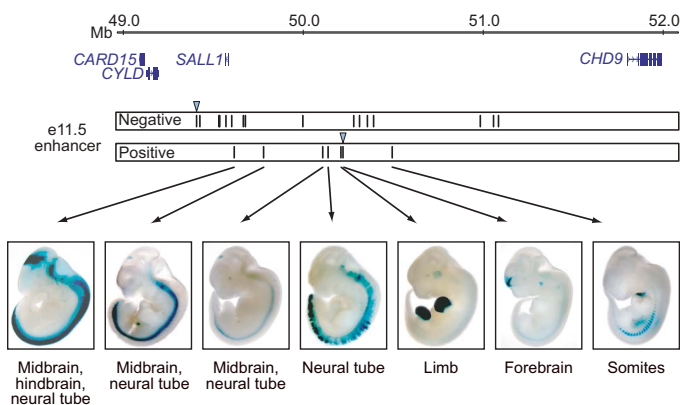 49.0 50.0 51.0 52.0
Mb
CARD15 SALL1 CHD9
CYLD
Negative
e11.5
enhancer
Positive
Midbrain,
hindbrain,
neural tube
Midbrain,
neural tube
Midbrain,
neural tube
Neural tube
Limb
Forebrain
Somites